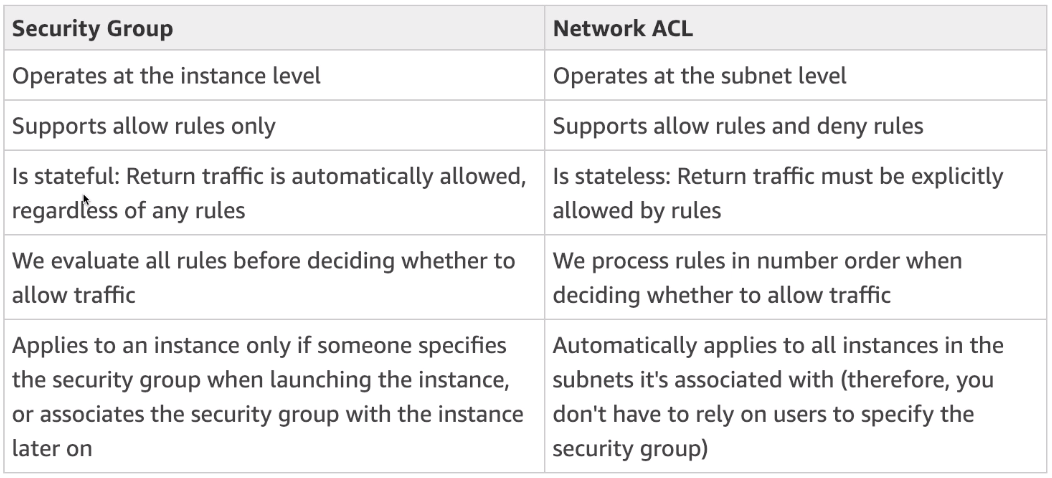 Security Group
Network ACL
Operates at the instance level
Operates at the subnet level
Supports allow rules only
Supports allow rules and deny rules
Is stateful: Return traffic is automatically allowed,
regardless of any rules
Is stateless: Return traffic must be explicitly
allowed by rules
We evaluate all rules before deciding whether to
allow traffic
We process rules in number order when
deciding whether to allow traffic
Applies to an instance only if someone specifies
the security group when launching the instance,
or associates the security group with the instance
later on
Automatically applies to all instances in the
subnets it's associated with (therefore, you
don't have to rely on users to specify the
security group)